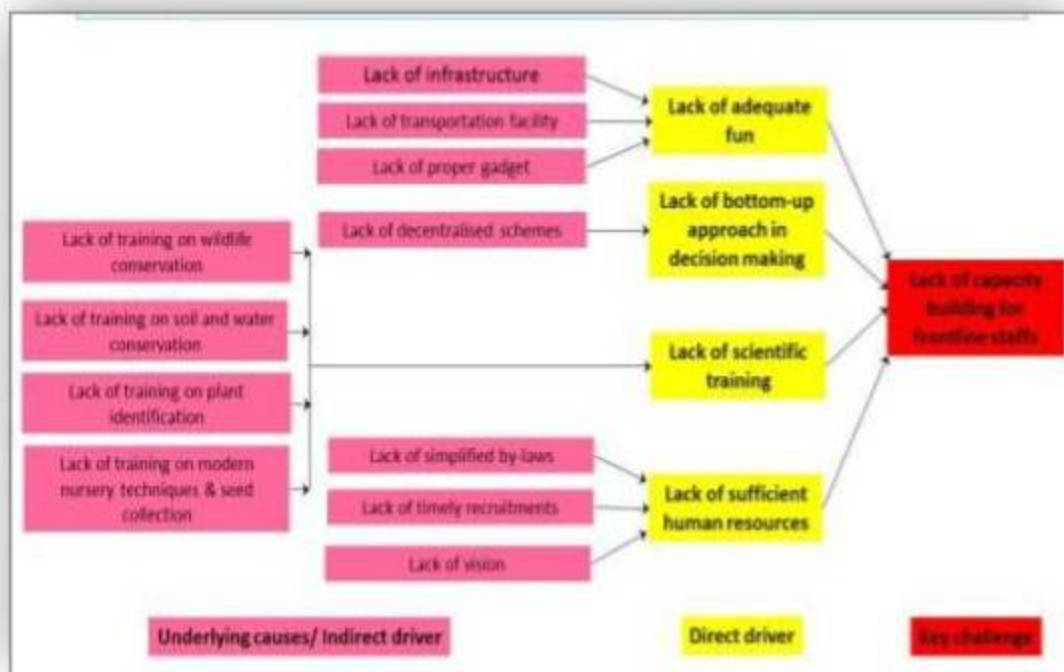 Lack of infrastructure
Lack of transportation facility
Lack of proper gadget
Lack of adequate
fun
Lack of decentralised schemes
Lack of bottom-up
approach in
decision making
Lack of training on wildlife
conservation
Lack of training on soil and water
conservation
Lack of training on plant
identification
Lack of training on modern
nursery techniques & seed
collection
Lack of scientific
training
Lack of simplified by-laws
Lack of timely recruitments
Lack of vision
Lack of sufficient
human resources
Lack of capacity
building for
frontline staffs
Underlying causes/ Indirect driver
Direct driver
Key challenge